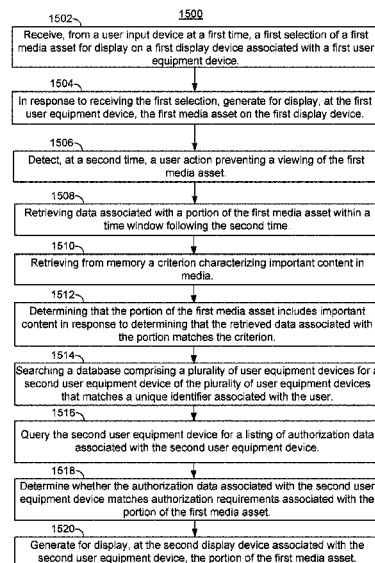 1500
1502
Receive, from a user input device at a first time, a first selection of a first
media asset for display on a first display device associated with a first user
equipment device.
1504
In response to receiving the first selection, generate for display, at the first
user equipment device, the first media asset on the first display device.
1506
Detect, at a second time, a user action preventing a viewing of the first
media asset.
1508
Retrieving data associated with a portion of the first media asset within a
time window following the second time.
1510
Retrieving from memory a criterion characterizing important content in
media.
1512
Determining that the portion of the first media asset includes important
content in response to determining that the retrieved data associated with
the portion matches the criterion.
1514
Searching a database comprising a plurality of user equipment devices for a
second user equipment device of the plurality of user equipment devices
that matches a unique identifier associated with the user.
1516
Query the second user equipment device for a listing of authorization data
associated with the second user equipment device.
1518
Determine whether the authorization data associated with the second user
equipment device matches authorization requirements associated with the
portion of the first media asset.
1520
Generate for display, at the second display device associated with the
second user equipment device, the portion of the first media asset.